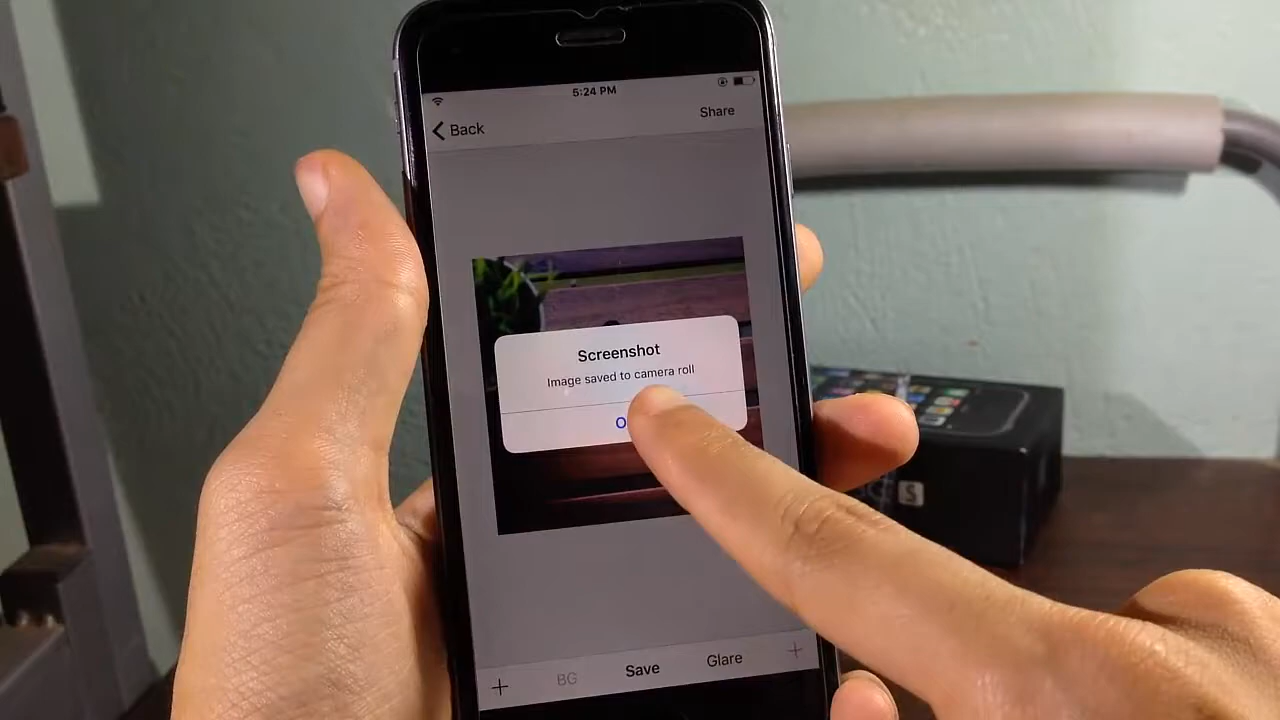 5:24 PM
Back
Share
Screenshot
Image saved to camera roll
+ BG Save Glare +
S